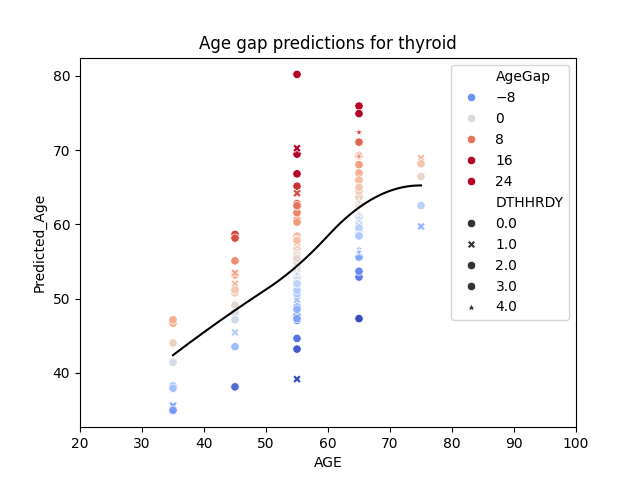 Age gap predictions for thyroid
Predicted_Age
80
70
60
50
40
20 30 40 50 60 70 80 90 100
AGE
AgeGap
−8
0
8
16
24
DTHHRDY
0.0
1.0
2.0
3.0
4.0